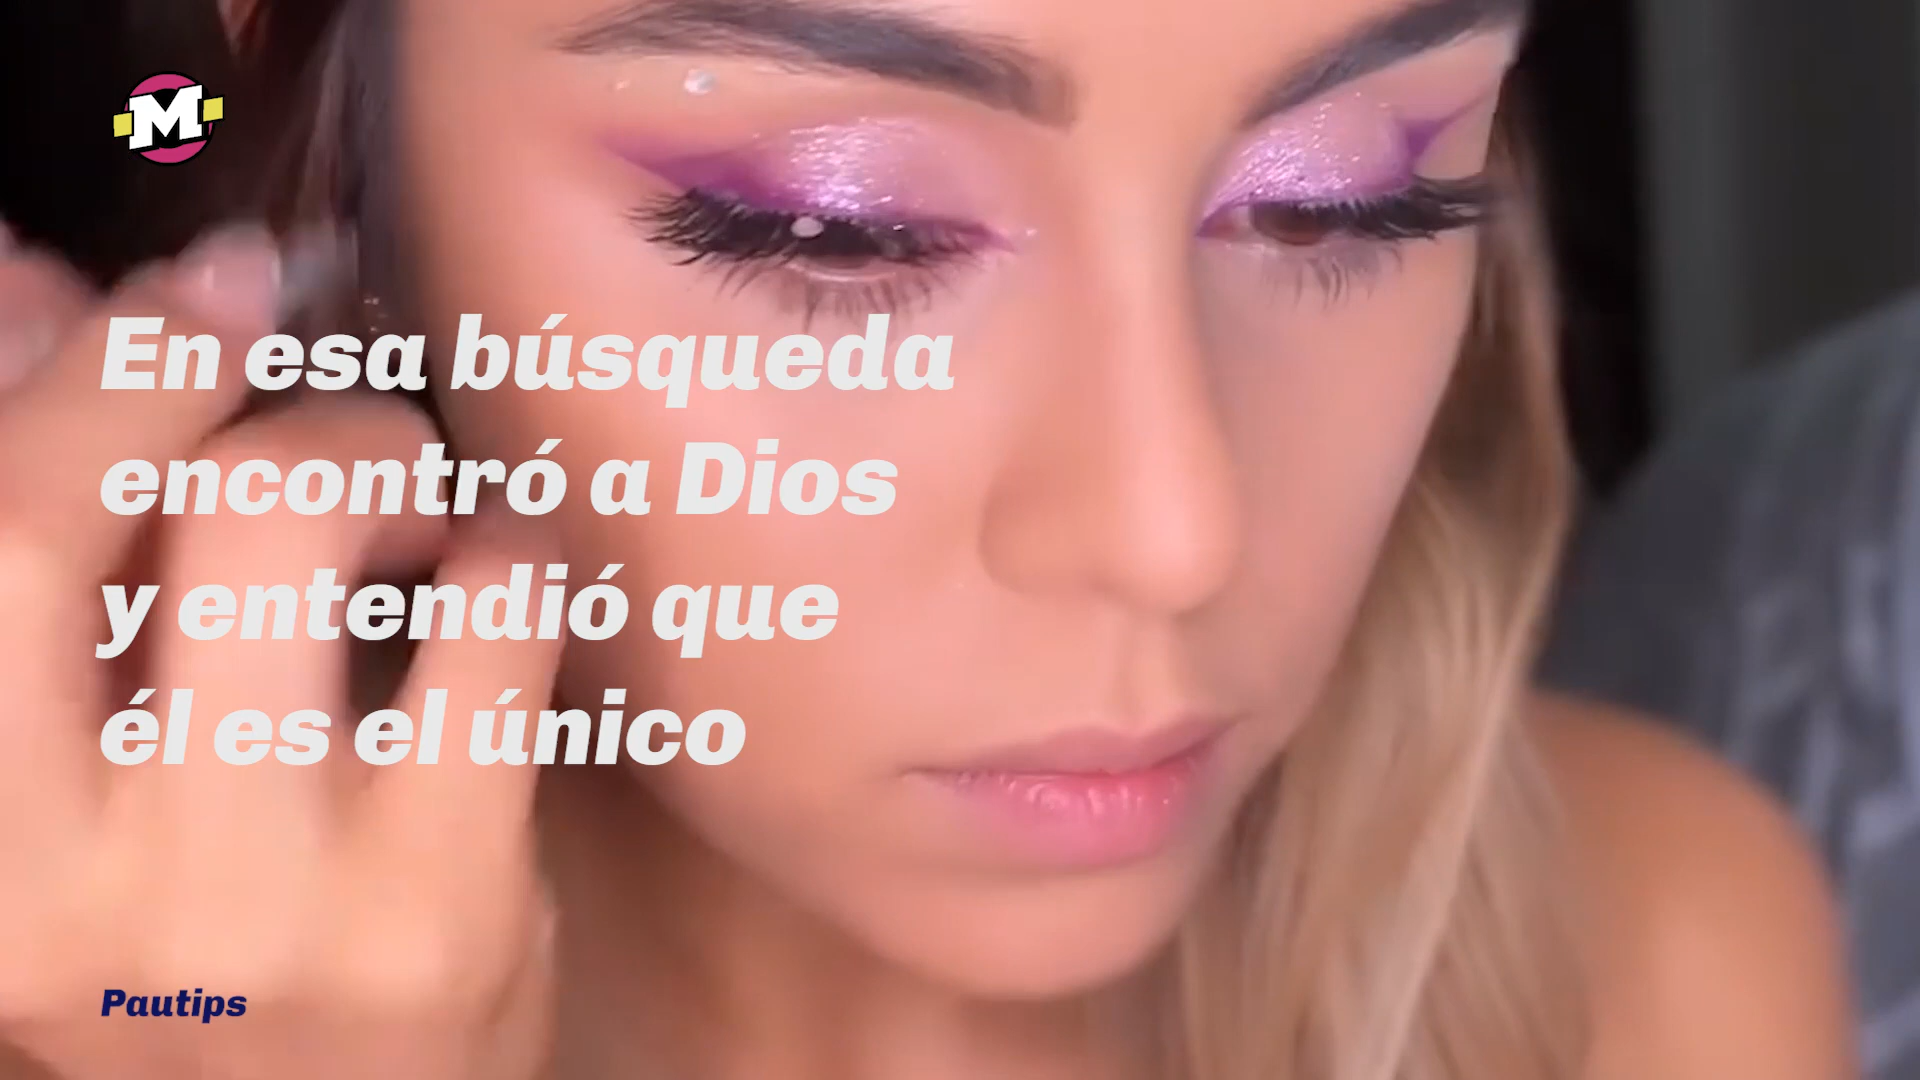 M
En esa búsqueda
encontró a Dios
y entendió que
él es el único
Pautips